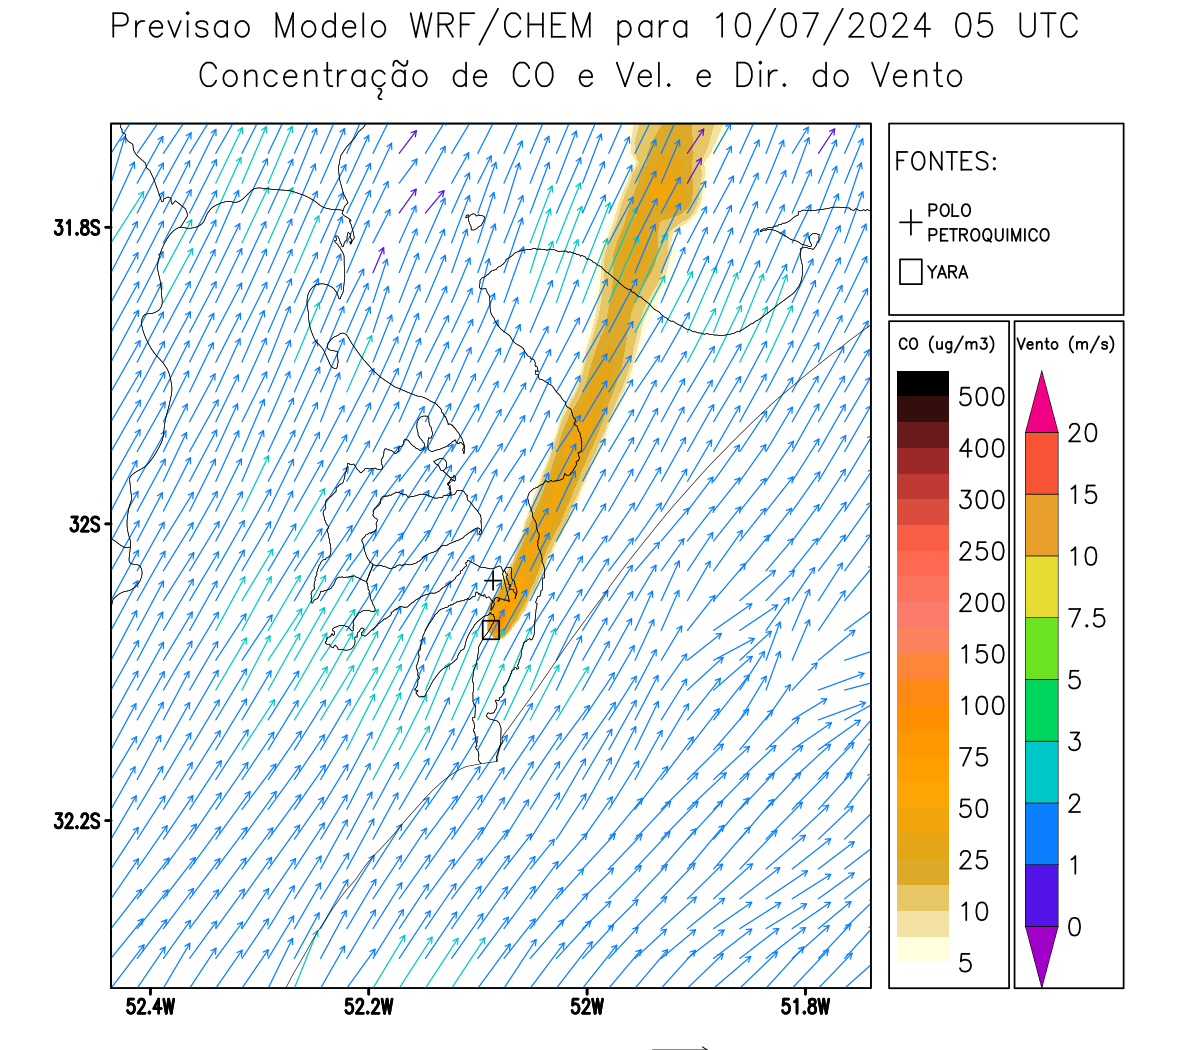 Previsao Modelo WRF/CHEM para 10/07/2024 05 UTC
Concentração de CO e Vel. e Dir. do Vento
FONTES:
POLO
PETROQUIMICO
YARA
CO (ug/m3)
500
400
300
250
200
150
100
75
50
25
10
5
Vento (m/s)
20
15
10
7.5
5
3
2
1
0
31.8S
32S
32.2S
52.4W
52.2W
52W
51.8W